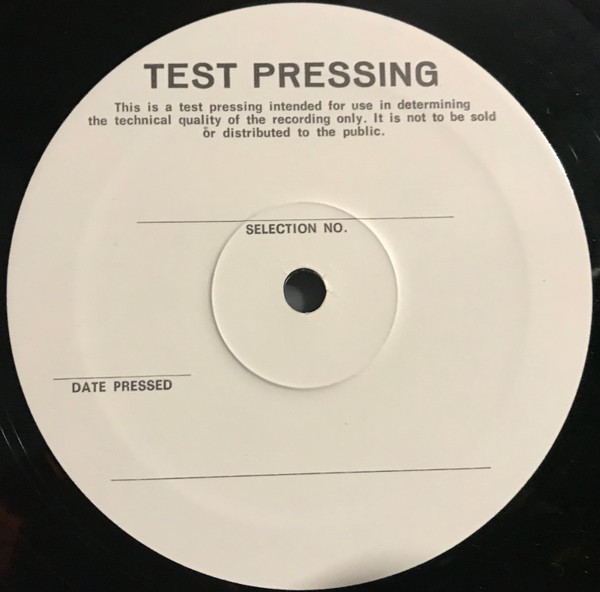 TEST PRESSING
This is a test pressing intended for use in determining
the technical quality of the recording only. It is not to be sold
or distributed to the public.
SELECTION NO.
DATE PRESSED